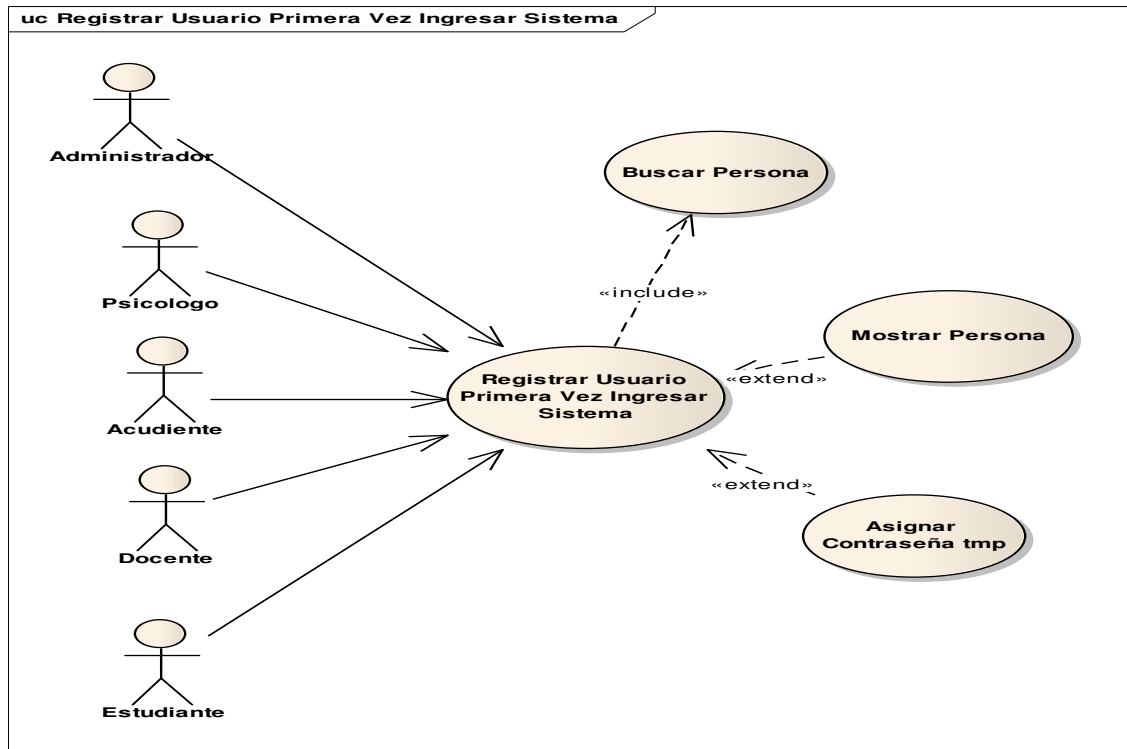 uc Registrar Usuario Primera Vez Ingresar Sistema
Administrador
Psicologo
Acudiente
Docente
Estudiante
Registrar Usuario
Primera Vez Ingresar
Sistema
«include»
Buscar Persona
«extend»
Mostrar Persona
«extend»
Asignar
Contraseña tmp